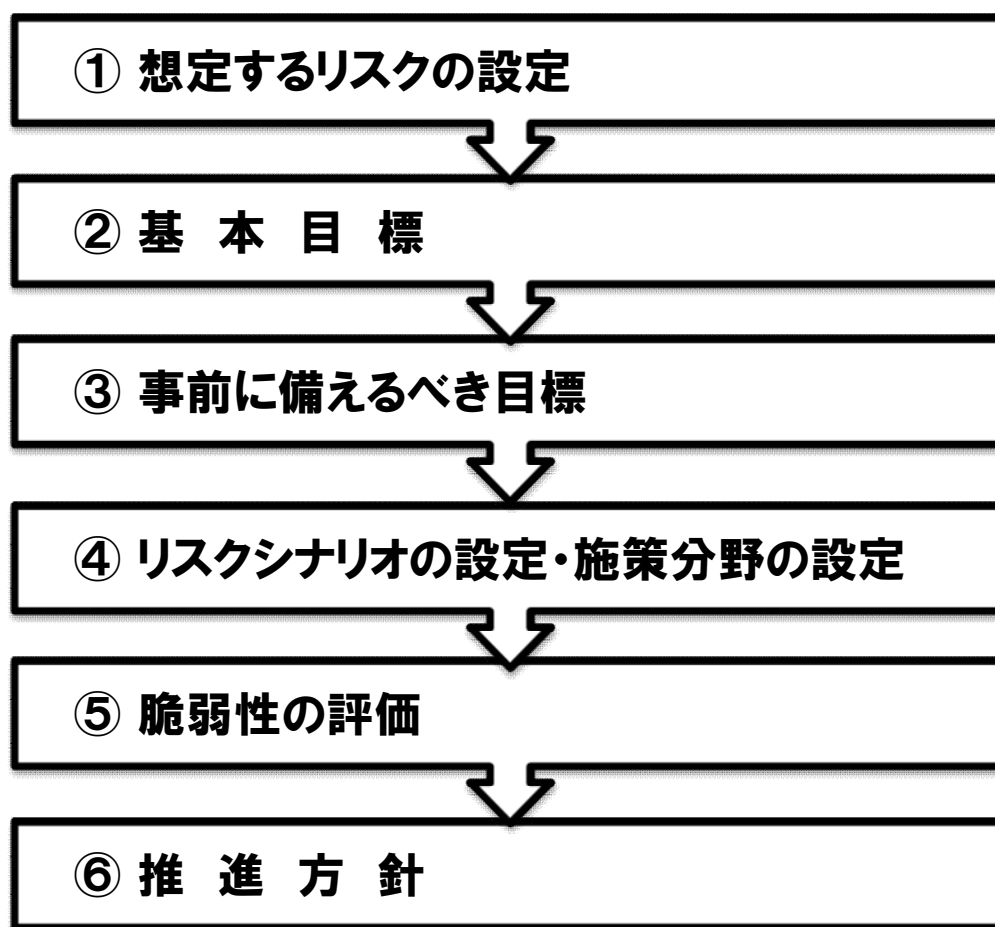 ① 想定するリスクの設定
② 基 本 目 標
③ 事前に備えるべき目標
④ リスクシナリオの設定・施策分野の設定
⑤ 脆弱性の評価
⑥ 推 進 方 針